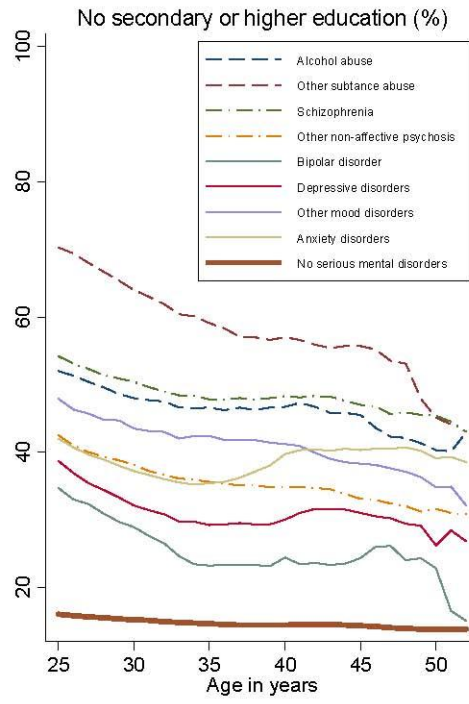 No secondary or higher education (%)
100
80
60
40
20
Alcohol abuse
Other subtance abuse
Schizophrenia
Other non-affective psychosis
Bipolar disorder
Depressive disorders
Other mood disorders
Anxiety disorders
No serious mental disorders
25 30 35 40 45 50
Age in years